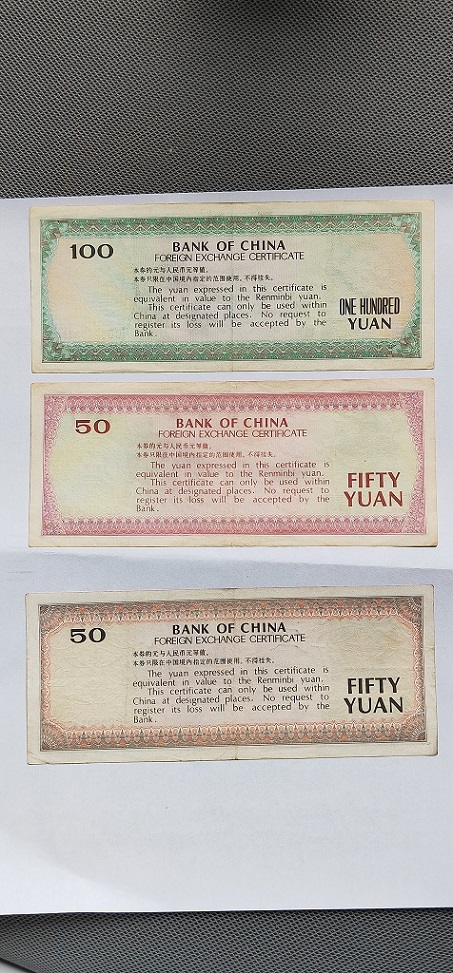 100
BANK OF CHINA
FOREIGN EXCHANGE CERTIFICATE
本券的元与人民币元等值。
本券只限在中国境内指定的范围使用,不得挂失。
The yuan expressed in this certificate is
equivalent in value to the Renminbi yuan.
This certificate can only be used within
China at designated places. No request to
register its loss will be accepted by the
Bank.
ONE HUNDRED
YUAN
50
BANK OF CHINA
FOREIGN EXCHANGE CERTIFICATE
本券的元与人民币元等值。
本券只限在中国境内指定的范围使用,不得挂失。
The yuan expressed in this certificate is
equivalent in value to the Renminbi yuan.
This certificate can only be used within
China at designated places. No request to
register its loss will be accepted by the
Bank.
FIFTY
YUAN
50
BANK OF CHINA
FOREIGN EXCHANGE CERTIFICATE
本券的元与人民币元等值。
本券只限在中国境内指定的范围使用,不得挂失。
The yuan expressed in this certificate is
equivalent in value to the Renminbi yuan.
This certificate can only be used within
China at designated places. No request to
register its loss will be accepted by the
Bank.
FIFTY
YUAN